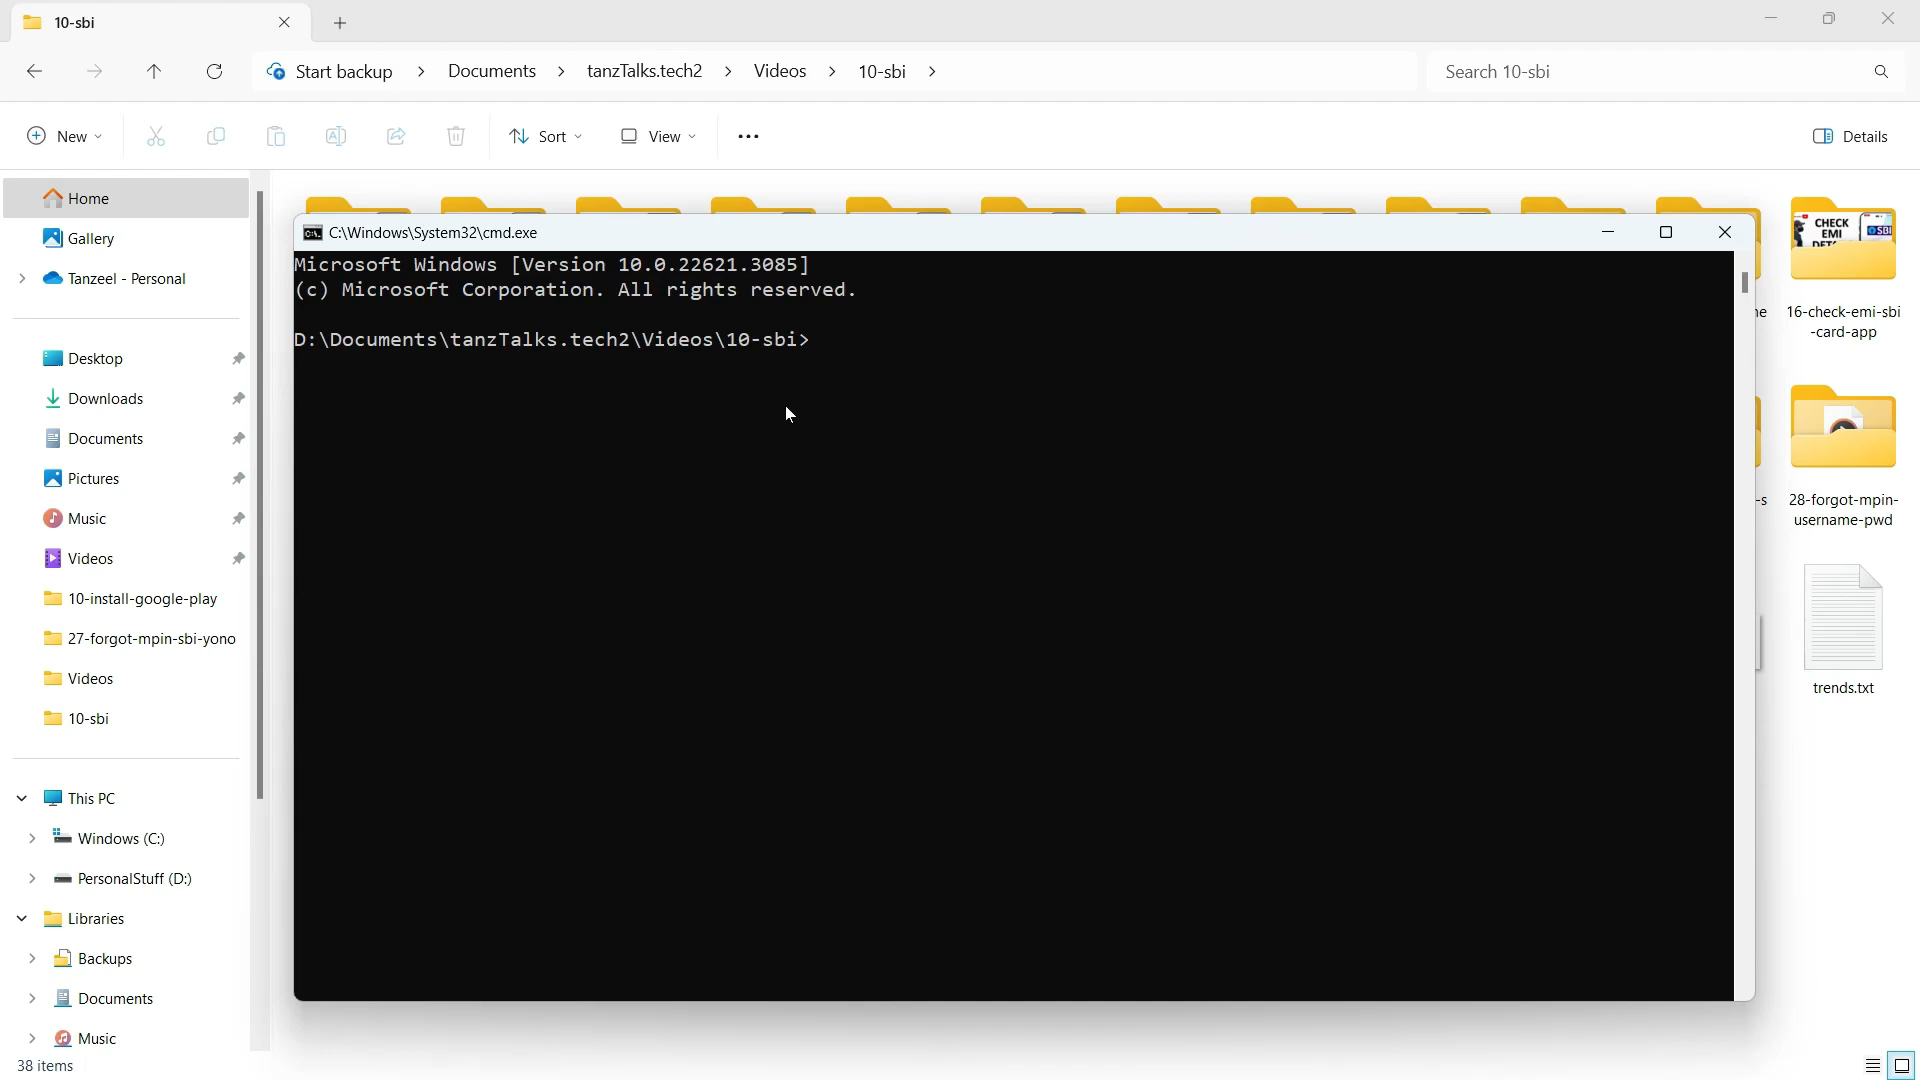 10-sbi
Start backup > Documents > tanzTalks.tech2 > Videos > 10-sbi >
Search 10-sbi
New
Sort
View
Details
Home
Gallery
Tanzeel - Personal
Desktop
Downloads
Documents
Pictures
Music
Videos
10-install-google-play
27-forgot-mpin-sbi-yono
Videos
10-sbi
This PC
Windows (C:)
PersonalStuff (D:)
Libraries
Backups
Documents
Music
38 items
C:\Windows\System32\cmd.exe
Microsoft Windows [Version 10.0.22621.3085]
(c) Microsoft Corporation. All rights reserved.
D:\Documents\tanzTalks.tech2\Videos\10-sbi>
CHECK
EMI
SBI
16-check-emi-sbi
-card-app
28-forgot-mpin-
username-pwd
trends.txt